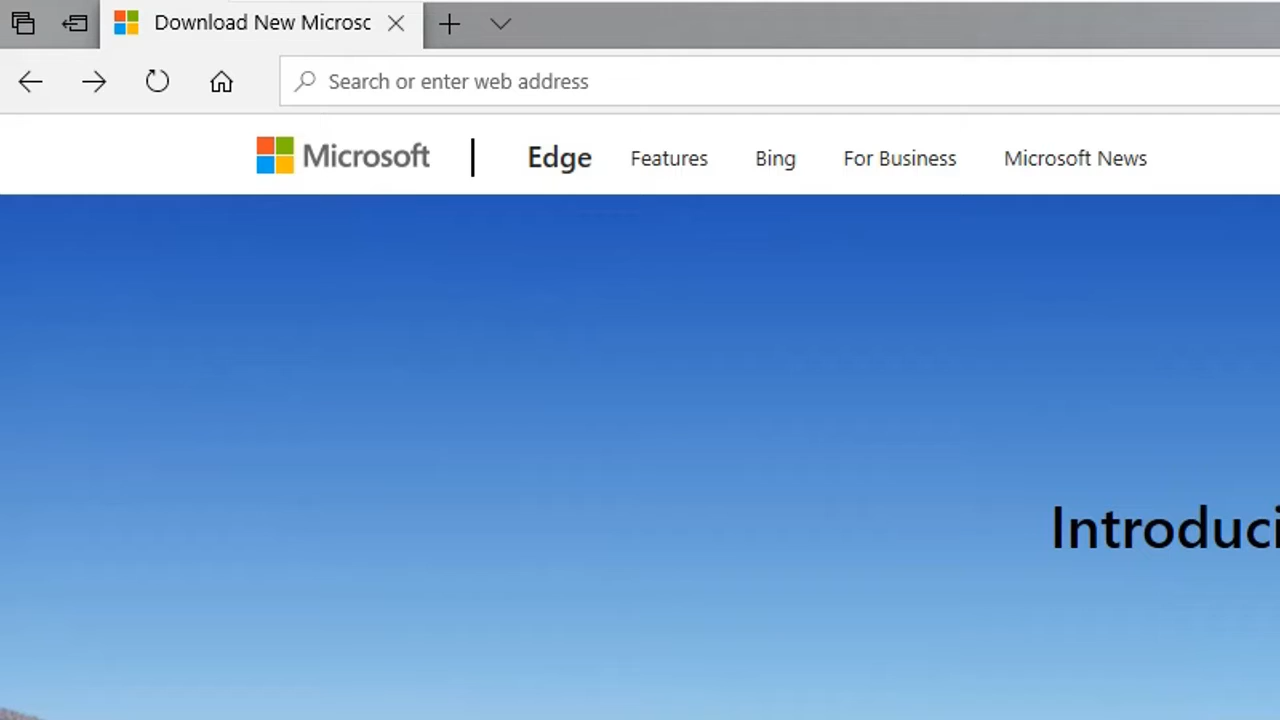 Download New Microsc
Search or enter web address
Microsoft
Edge Features Bing For Business Microsoft News
Introduci